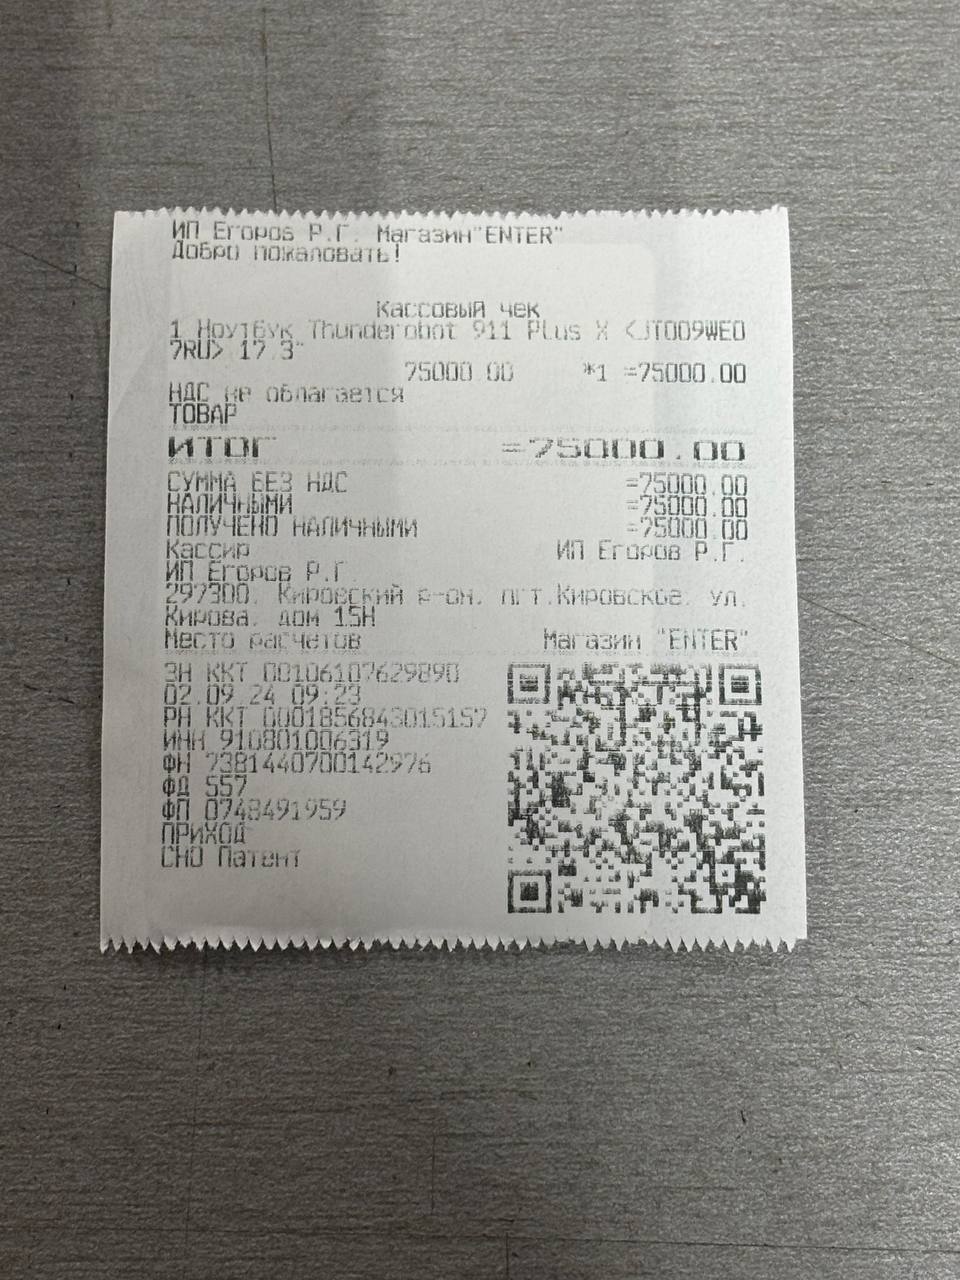 ИП Егоров Р.Г. Магазин"ENTER"
Добро пожаловать!
Кассовый чек
1 Ноутбук Thunderobot 911 Plus X <JT009WE0
7RU> 17.3"
75000.00 *1 =75000.00
НДС не облагается
ТОВАР
ИТОГ =75000.00
СУММА БЕЗ НДС =75000.00
НАЛИЧНЫМИ =75000.00
ПОЛУЧЕНО НАЛИЧНЫМИ =75000.00
Кассир ИП Егоров Р.Г.
ИП Егоров Р.Г.
297300, Кировский р-он, пгт.Кировское, ул.
Кирова, дом 15Н
Место расчетов Магазин "ENTER"
ЗН ККТ 00106107629890
02.09.24 09:23
РН ККТ 0001856843015157
ИНН 910801006319
ФН 7381440700142976
ФД 557
ФП 0748491959
ПРИХОД
СНО Патент